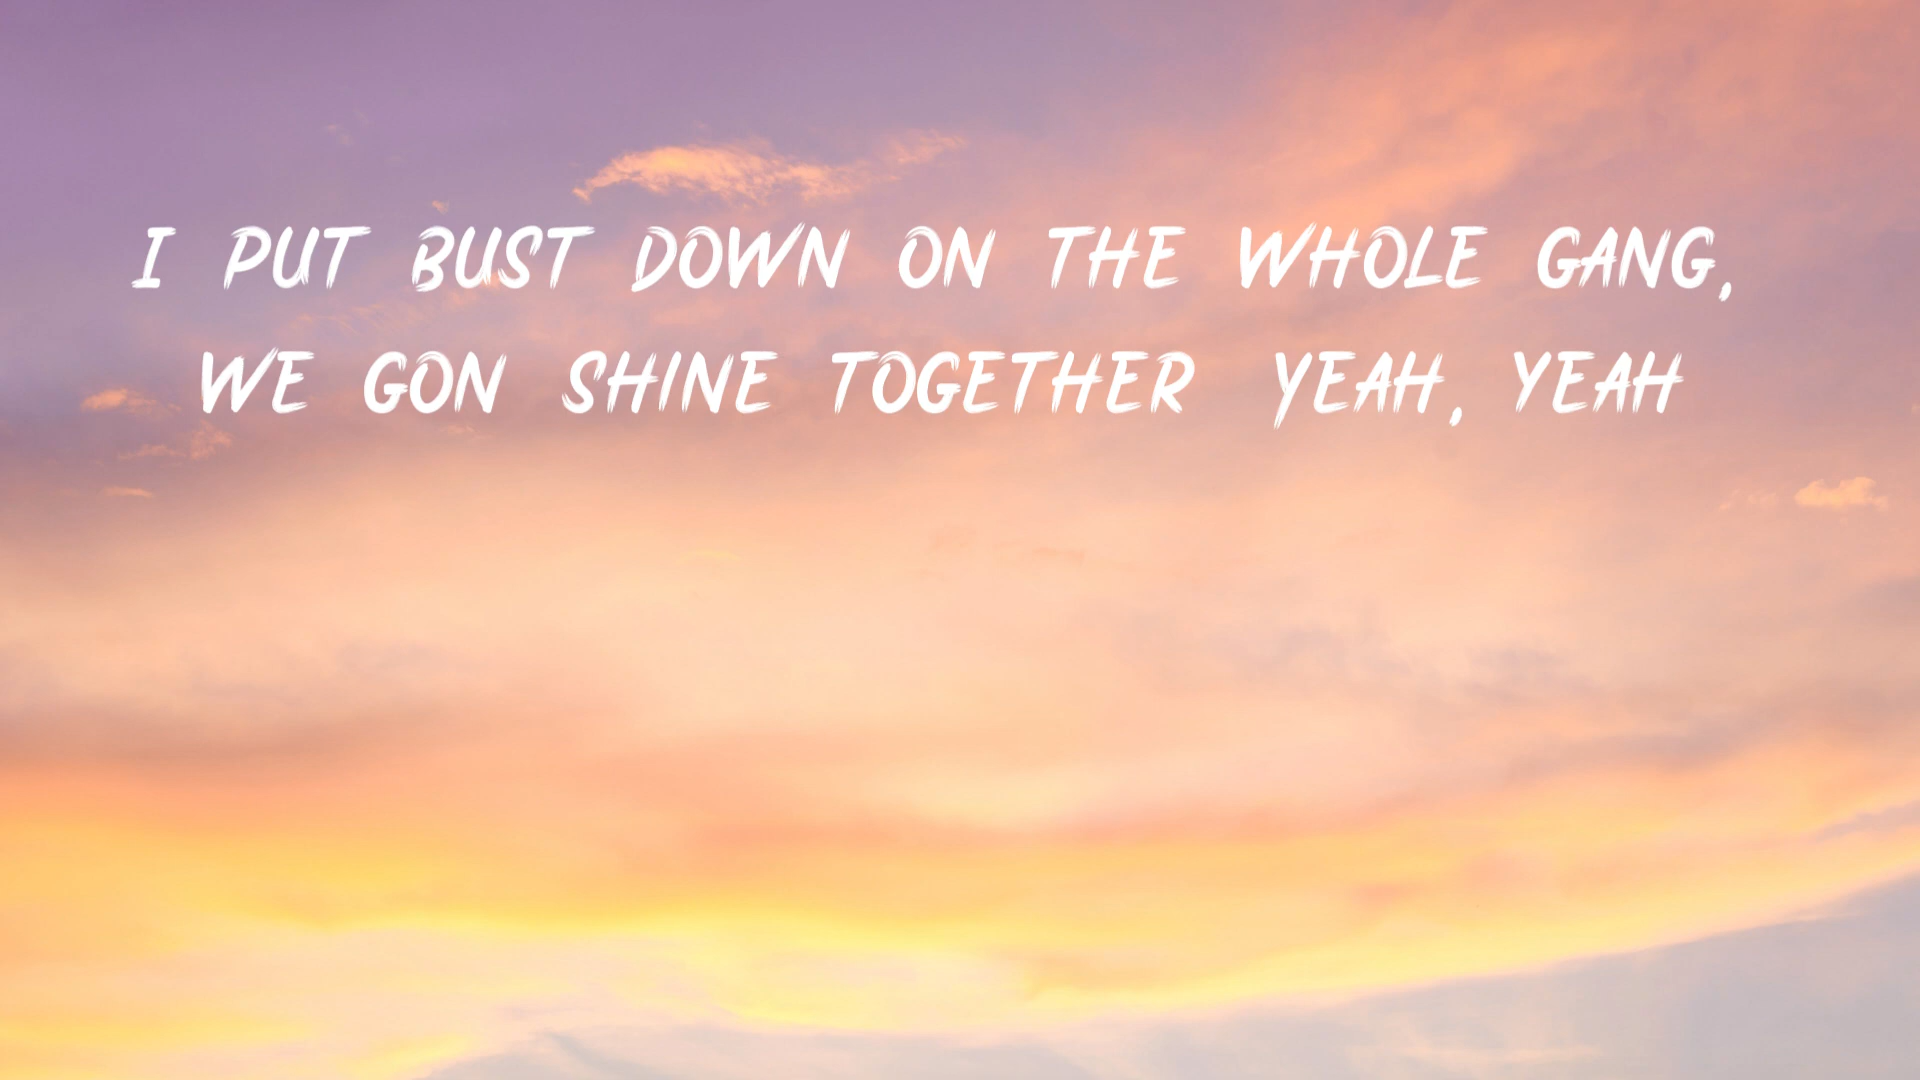 I PUT BUST DOWN ON THE WHOLE GANG,
WE GON SHINE TOGETHER YEAH, YEAH